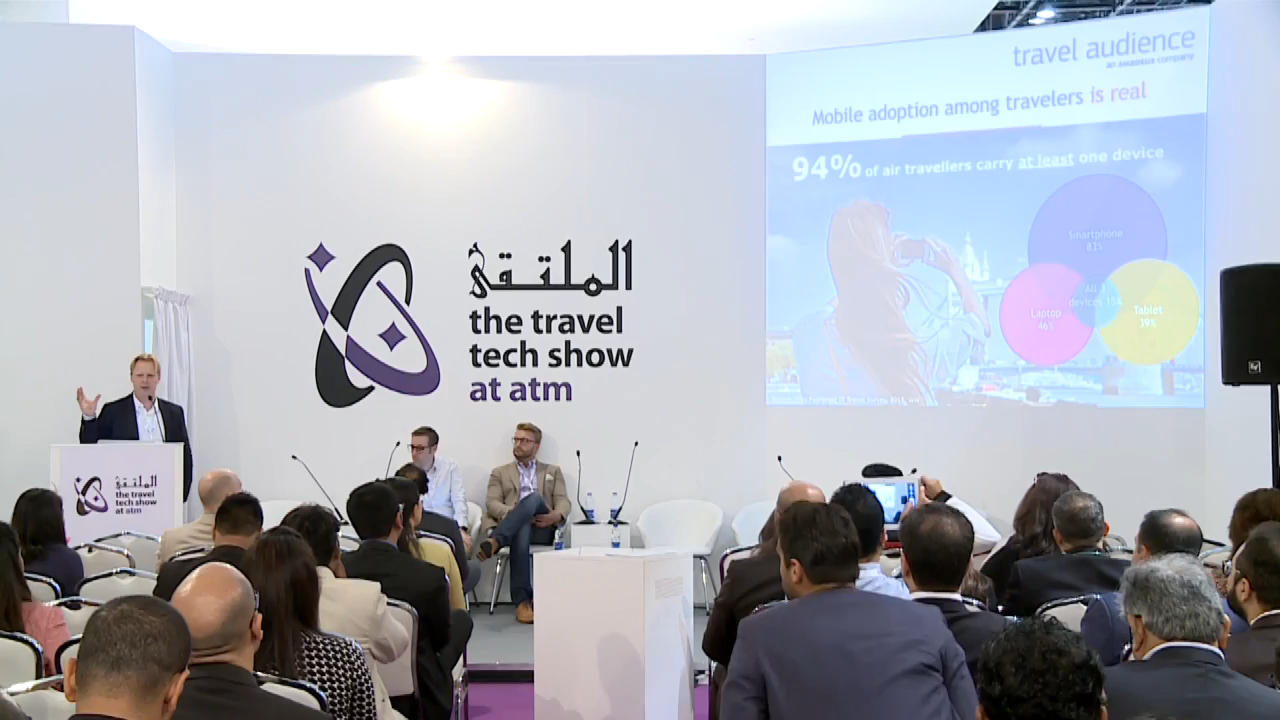 travel audience
an amadeus company
Mobile adoption among travelers is real
94% of air travellers carry at least one device
Smartphone
81%
Laptop
46%
All 3
devices 15%
Tablet
39%
الملتقى
the travel
tech show
at atm
الملتقى
the travel
tech show
at atm
EV